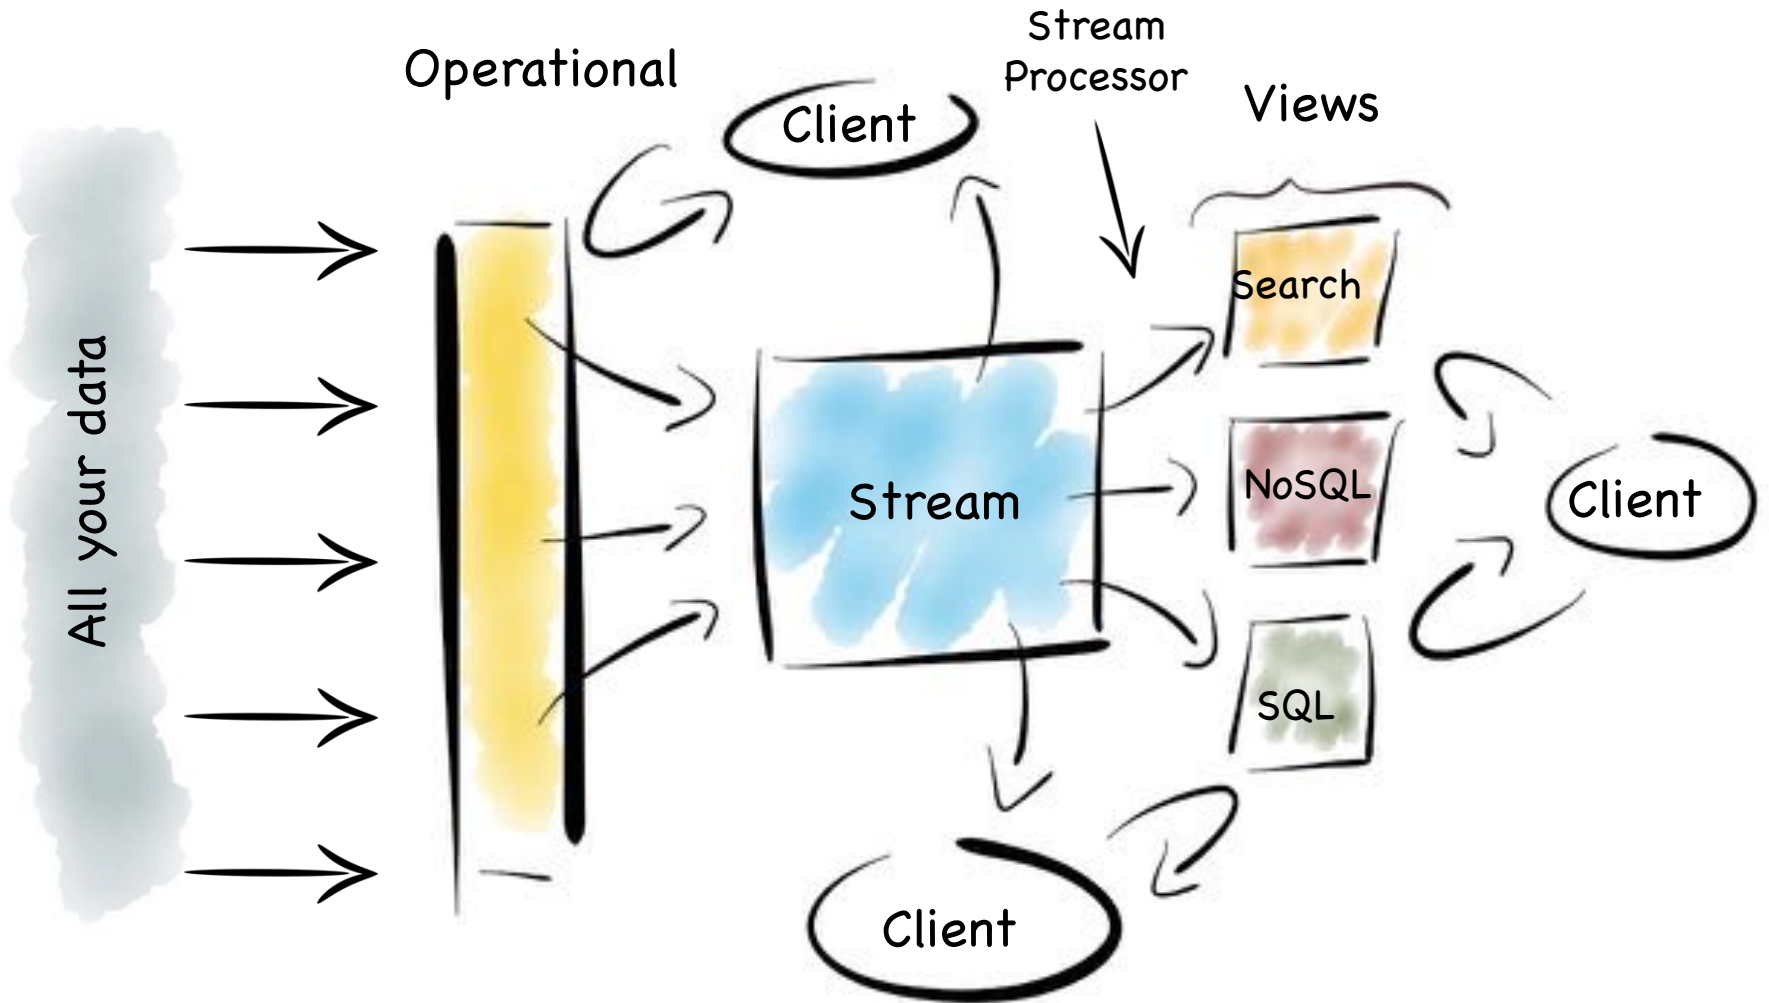 Stream
Processor
Operational
Views
Client
Search
All your data
Stream
NoSQL
Client
SQL
Client